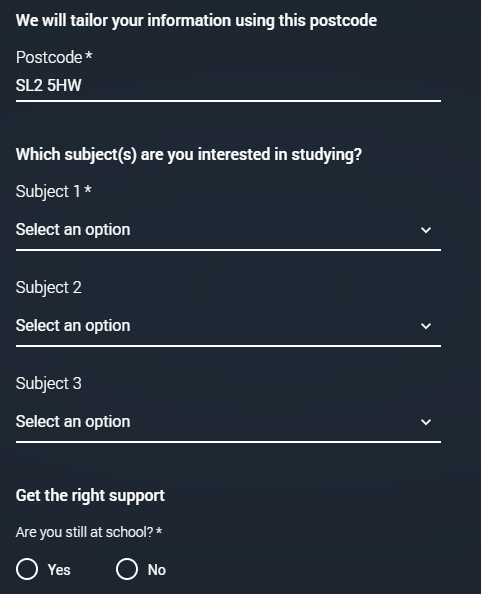 We will tailor your information using this postcode
Postcode*
SL2 5HW
Which subject(s) are you interested in studying?
Subject 1*
Select an option
Subject 2
Select an option
Subject 3
Select an option
Get the right support
Are you still at school?*
Yes No